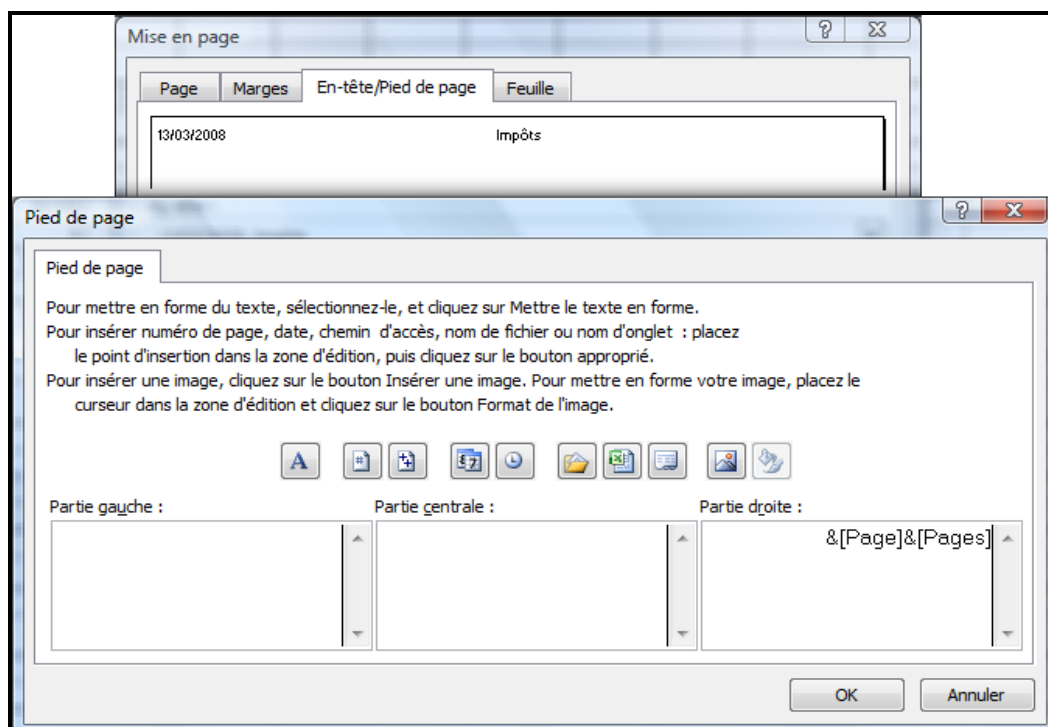 Mise en page
Page Marges En-tête/Pied de page Feuille
13/03/2008 Impôts
Pied de page
Pied de page
Pour mettre en forme du texte, sélectionnez-le, et cliquez sur Mettre le texte en forme.
Pour insérer numéro de page, date, chemin d'accès, nom de fichier ou nom d'onglet : placez
le point d'insertion dans la zone d'édition, puis cliquez sur le bouton approprié.
Pour insérer une image, cliquez sur le bouton Insérer une image. Pour mettre en forme votre image, placez le
curseur dans la zone d'édition et cliquez sur le bouton Format de l'image.
A
Partie gauche : Partie centrale : Partie droite :
&[Page]&[Pages]
OK Annuler